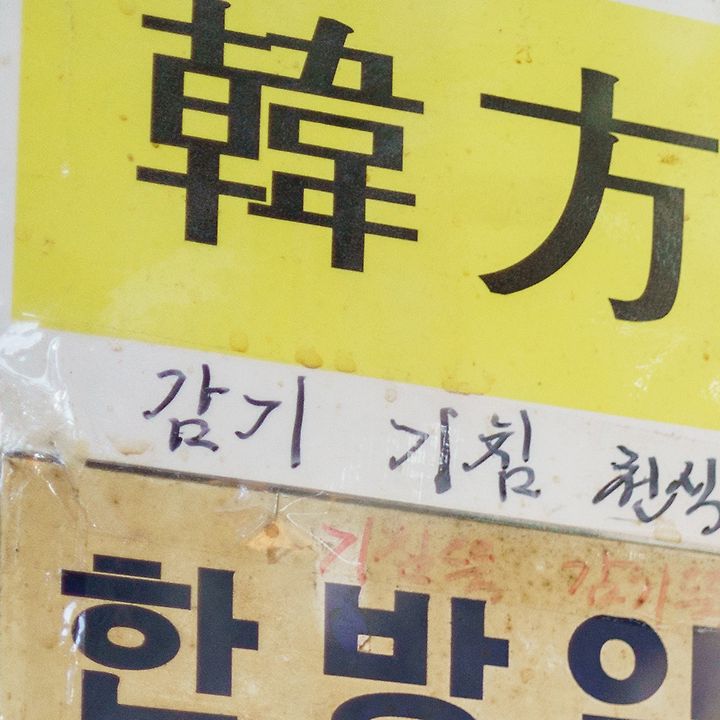 韓方
감기 기침 천식
한방